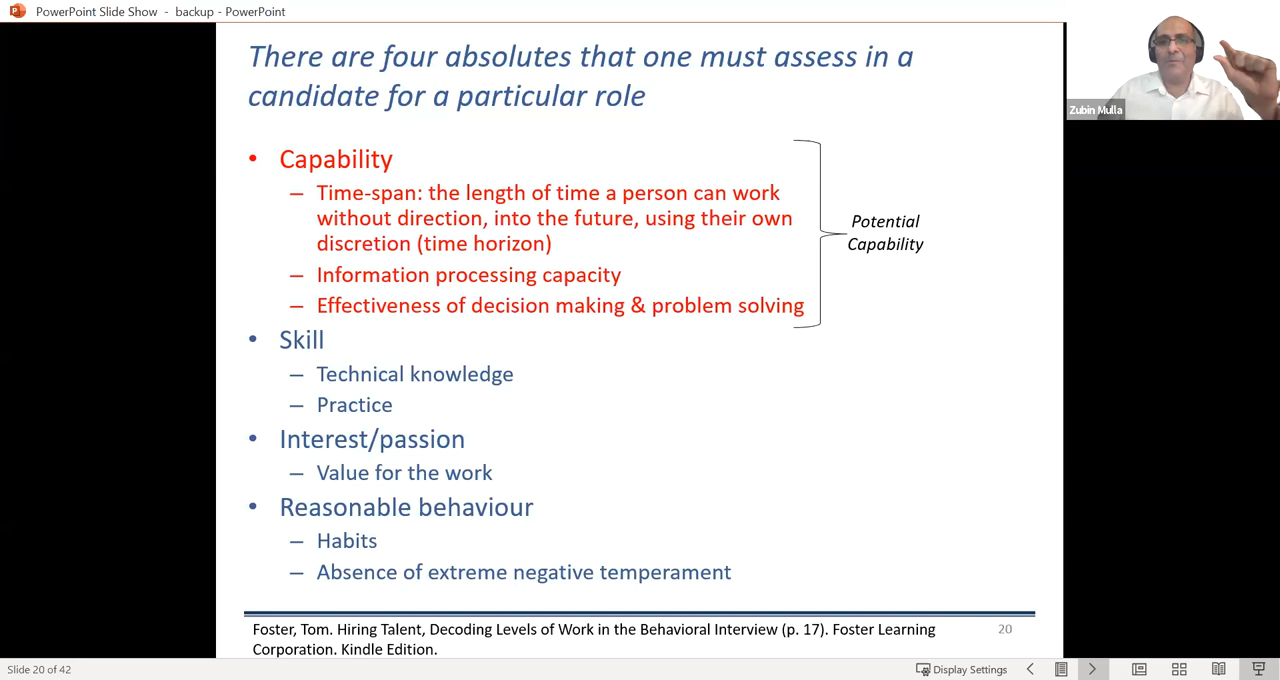 PowerPoint Slide Show - backup - PowerPoint
There are four absolutes that one must assess in a
candidate for a particular role
Zubin Mulla
• Capability
– Time-span: the length of time a person can work
without direction, into the future, using their own
discretion (time horizon)
– Information processing capacity
– Effectiveness of decision making & problem solving
Potential
Capability
• Skill
– Technical knowledge
– Practice
• Interest/passion
– Value for the work
• Reasonable behaviour
– Habits
– Absence of extreme negative temperament
Foster, Tom. Hiring Talent, Decoding Levels of Work in the Behavioral Interview (p. 17). Foster Learning
Corporation. Kindle Edition.
20
Slide 20 of 42
Display Settings